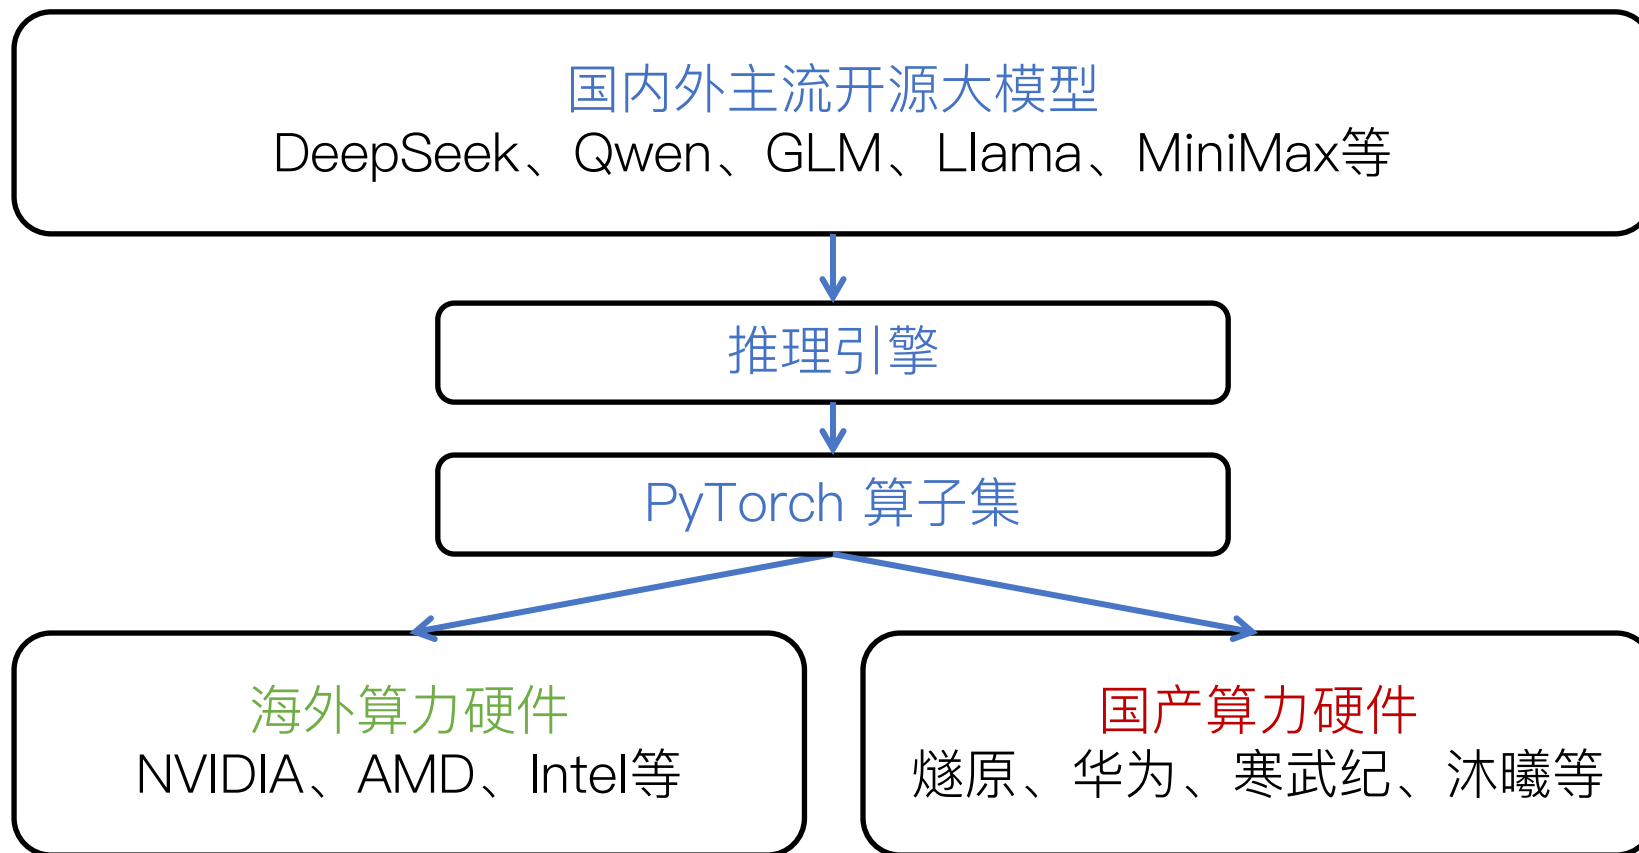 国内外主流开源大模型
DeepSeek、Qwen、GLM、Llama、MiniMax等
推理引擎
PyTorch 算子集
海外算力硬件
NVIDIA、AMD、Intel等
国产算力硬件
燧原、华为、寒武纪、沐曦等